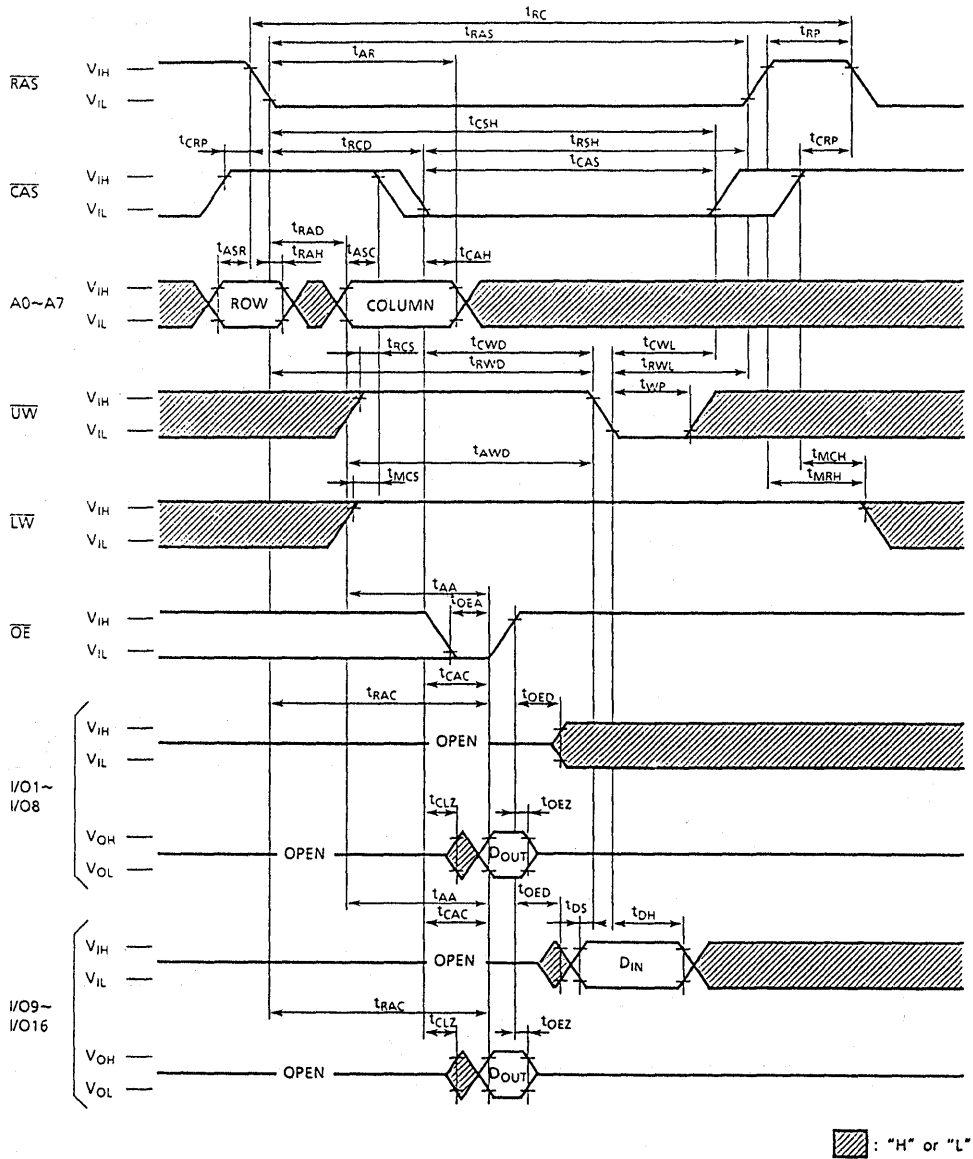 tRC
tRAS
tRP
tAR
RAS
VIH
VIL
tCSH
tCRP
tRCD
tRSH
tCRP
tCAS
CAS
VIH
VIL
tRAD
tASR
tRAH
tASC
tCAH
A0~A7
VIH
VIL
ROW
COLUMN
tRCS
tCWD
tCWL
tRWD
tRWL
tWP
UW
VIH
VIL
tAWD
tMCH
tMCS
tMRH
LW
VIH
VIL
tAA
tOEA
OE
VIH
VIL
tCAC
tRAC
tOED
VIH
VIL
OPEN
I/O1~
I/O8
tCLZ
tOEZ
VOH
VOL
OPEN
DOUT
tAA
tOED
tDS
tDH
tCAC
VIH
VIL
OPEN
DIN
I/O9~
I/O16
tRAC
tCLZ
tOEZ
VOH
VOL
OPEN
DOUT
: "H" or "L"